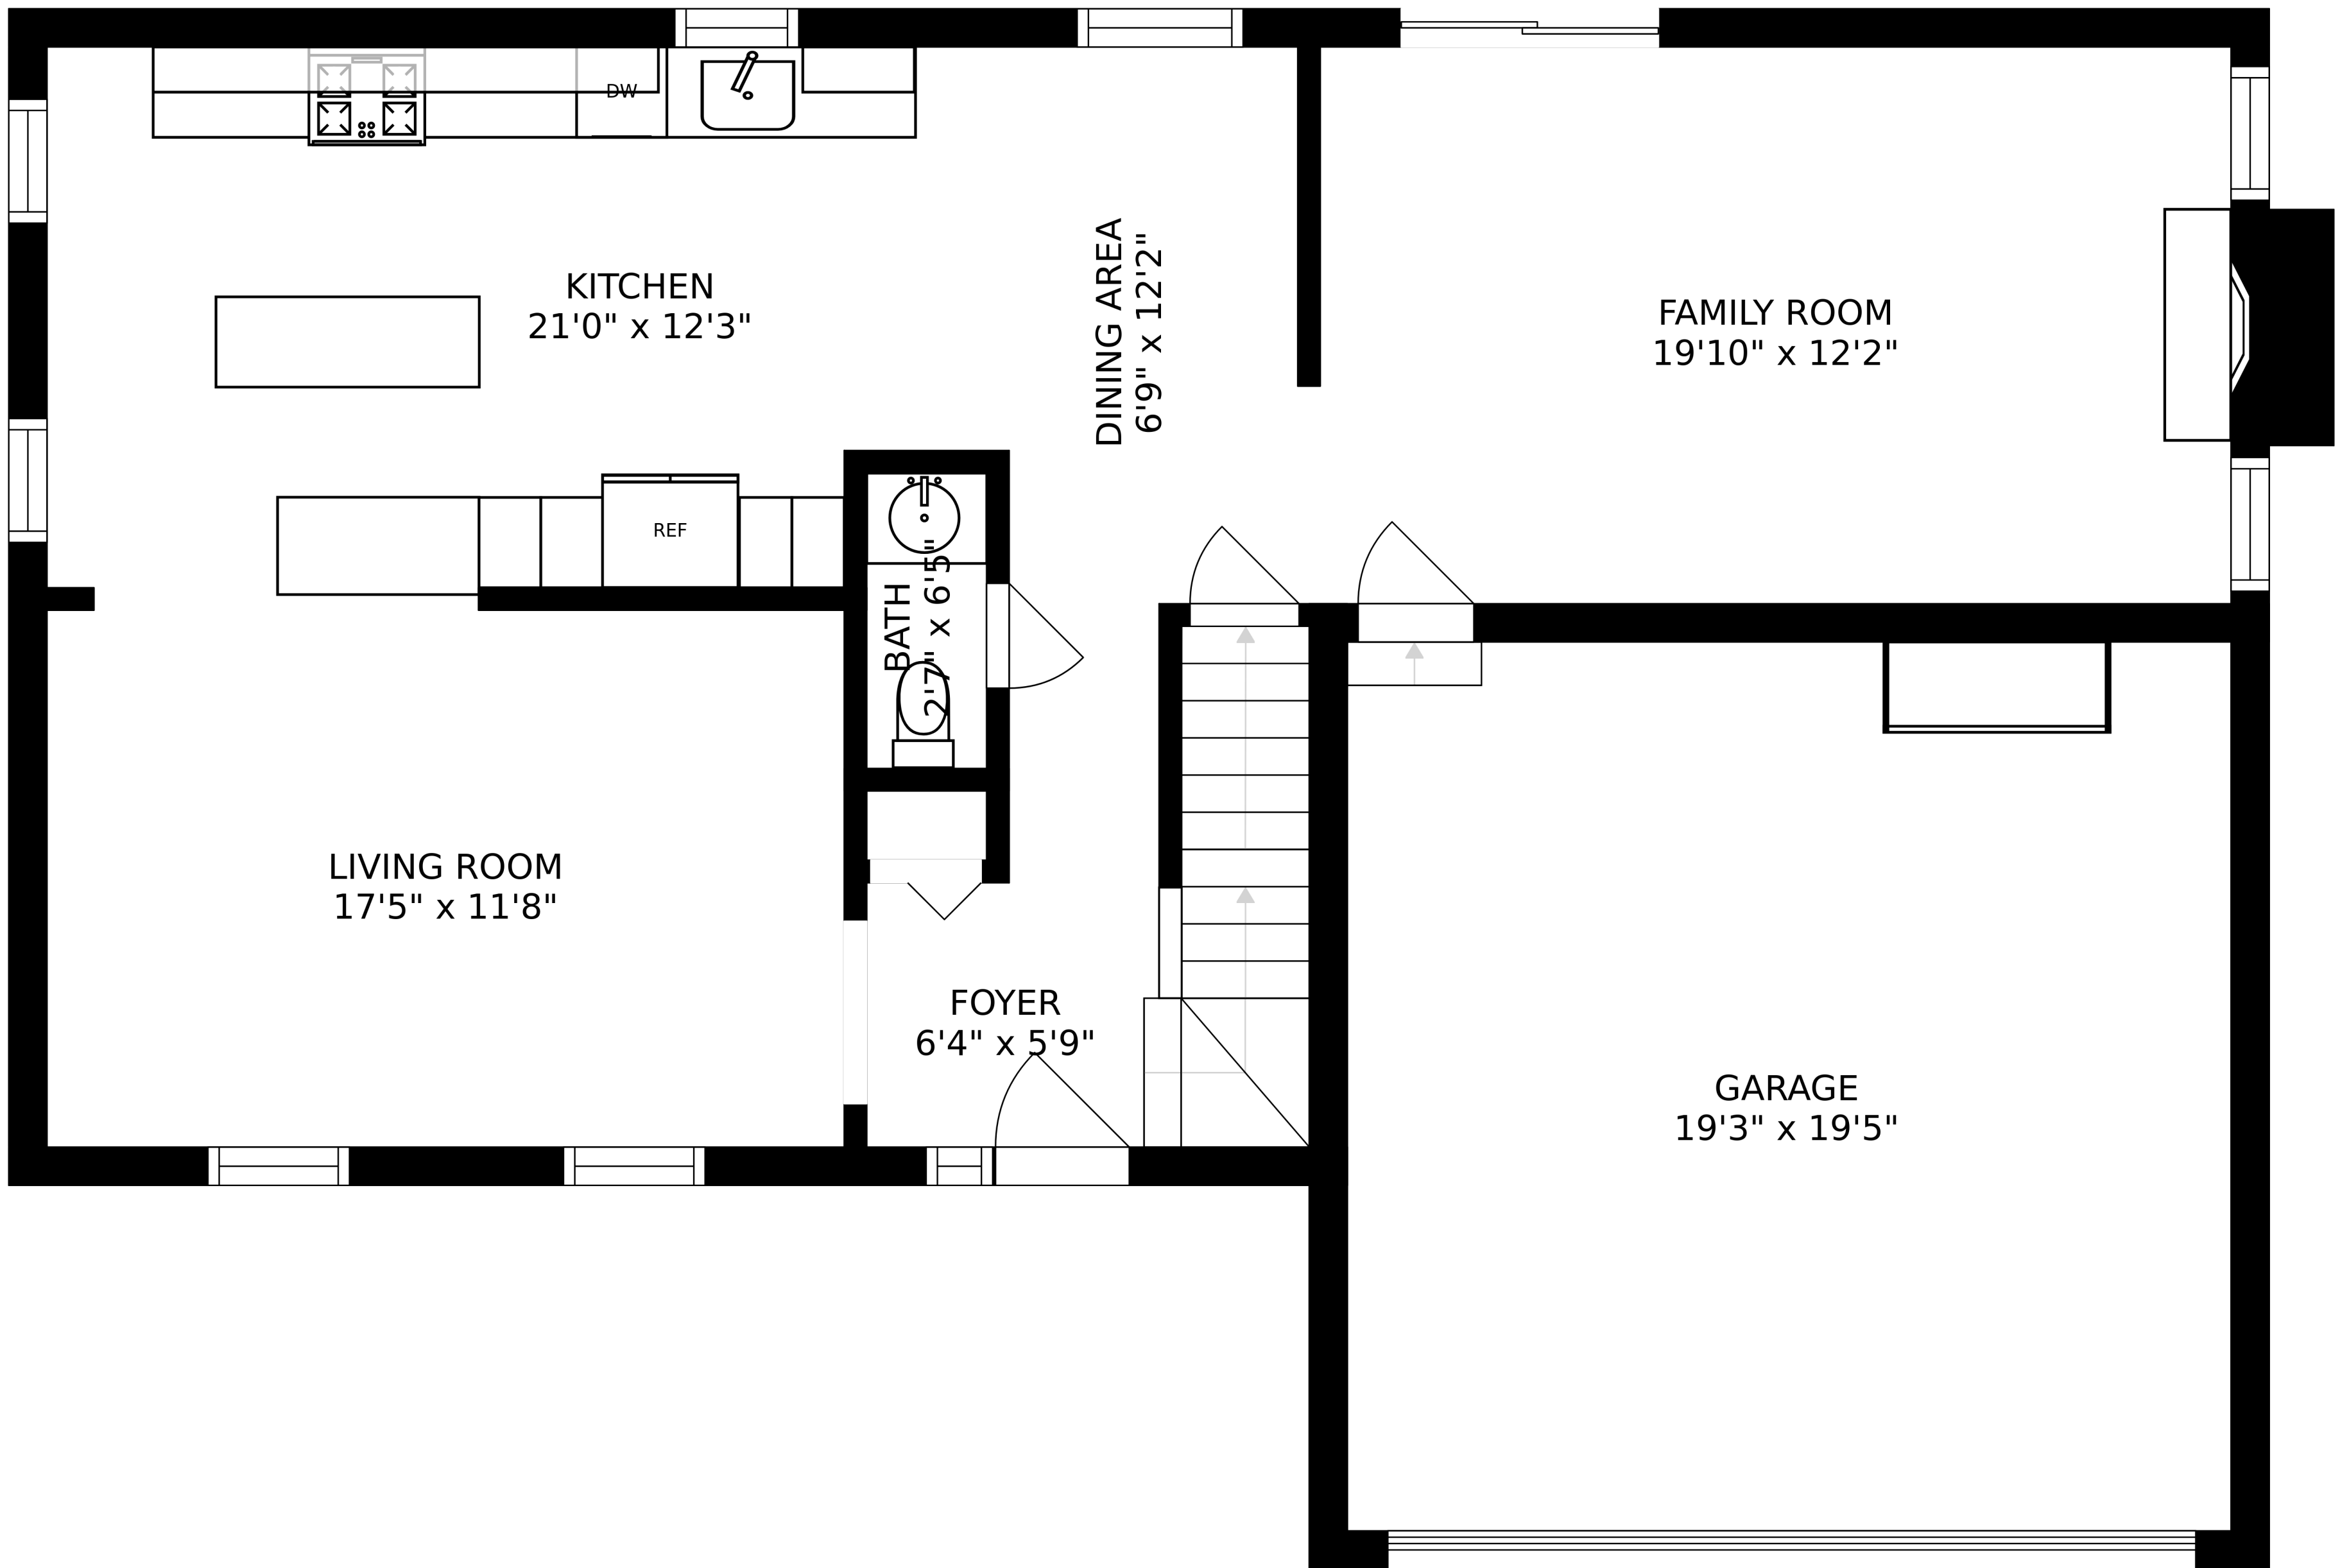 DW
KITCHEN
21'0" x 12'3"
DINING AREA
6'9" x 12'2"
FAMILY ROOM
19'10" x 12'2"
REF
BATH
2'7" x 6'5"
LIVING ROOM
17'5" x 11'8"
FOYER
6'4" x 5'9"
GARAGE
19'3" x 19'5"